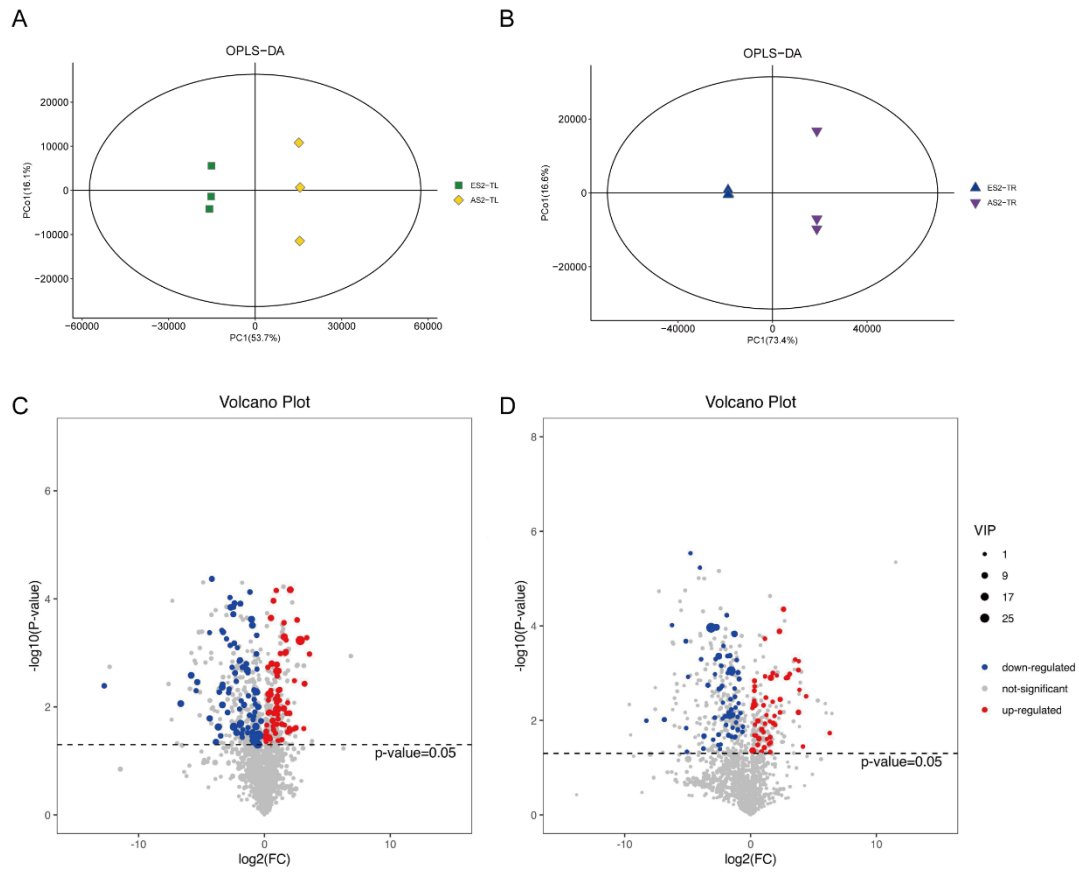 A
OPLS-DA
PCo1(16.1%)
20000
10000
0
−10000
−20000
−60000
−30000
0
30000
60000
PC1(53.7%)
ES2-TL
AS2-TL
B
OPLS-DA
PCo1(16.6%)
20000
0
−20000
−40000
0
40000
PC1(73.4%)
ES2-TR
AS2-TR
C
Volcano Plot
-log10(P-value)
6
4
2
0
-10
0
10
log2(FC)
p-value=0.05
D
Volcano Plot
-log10(P-value)
8
6
4
2
0
-10
0
10
log2(FC)
p-value=0.05
VIP
1
9
17
25
down-regulated
not-significant
up-regulated